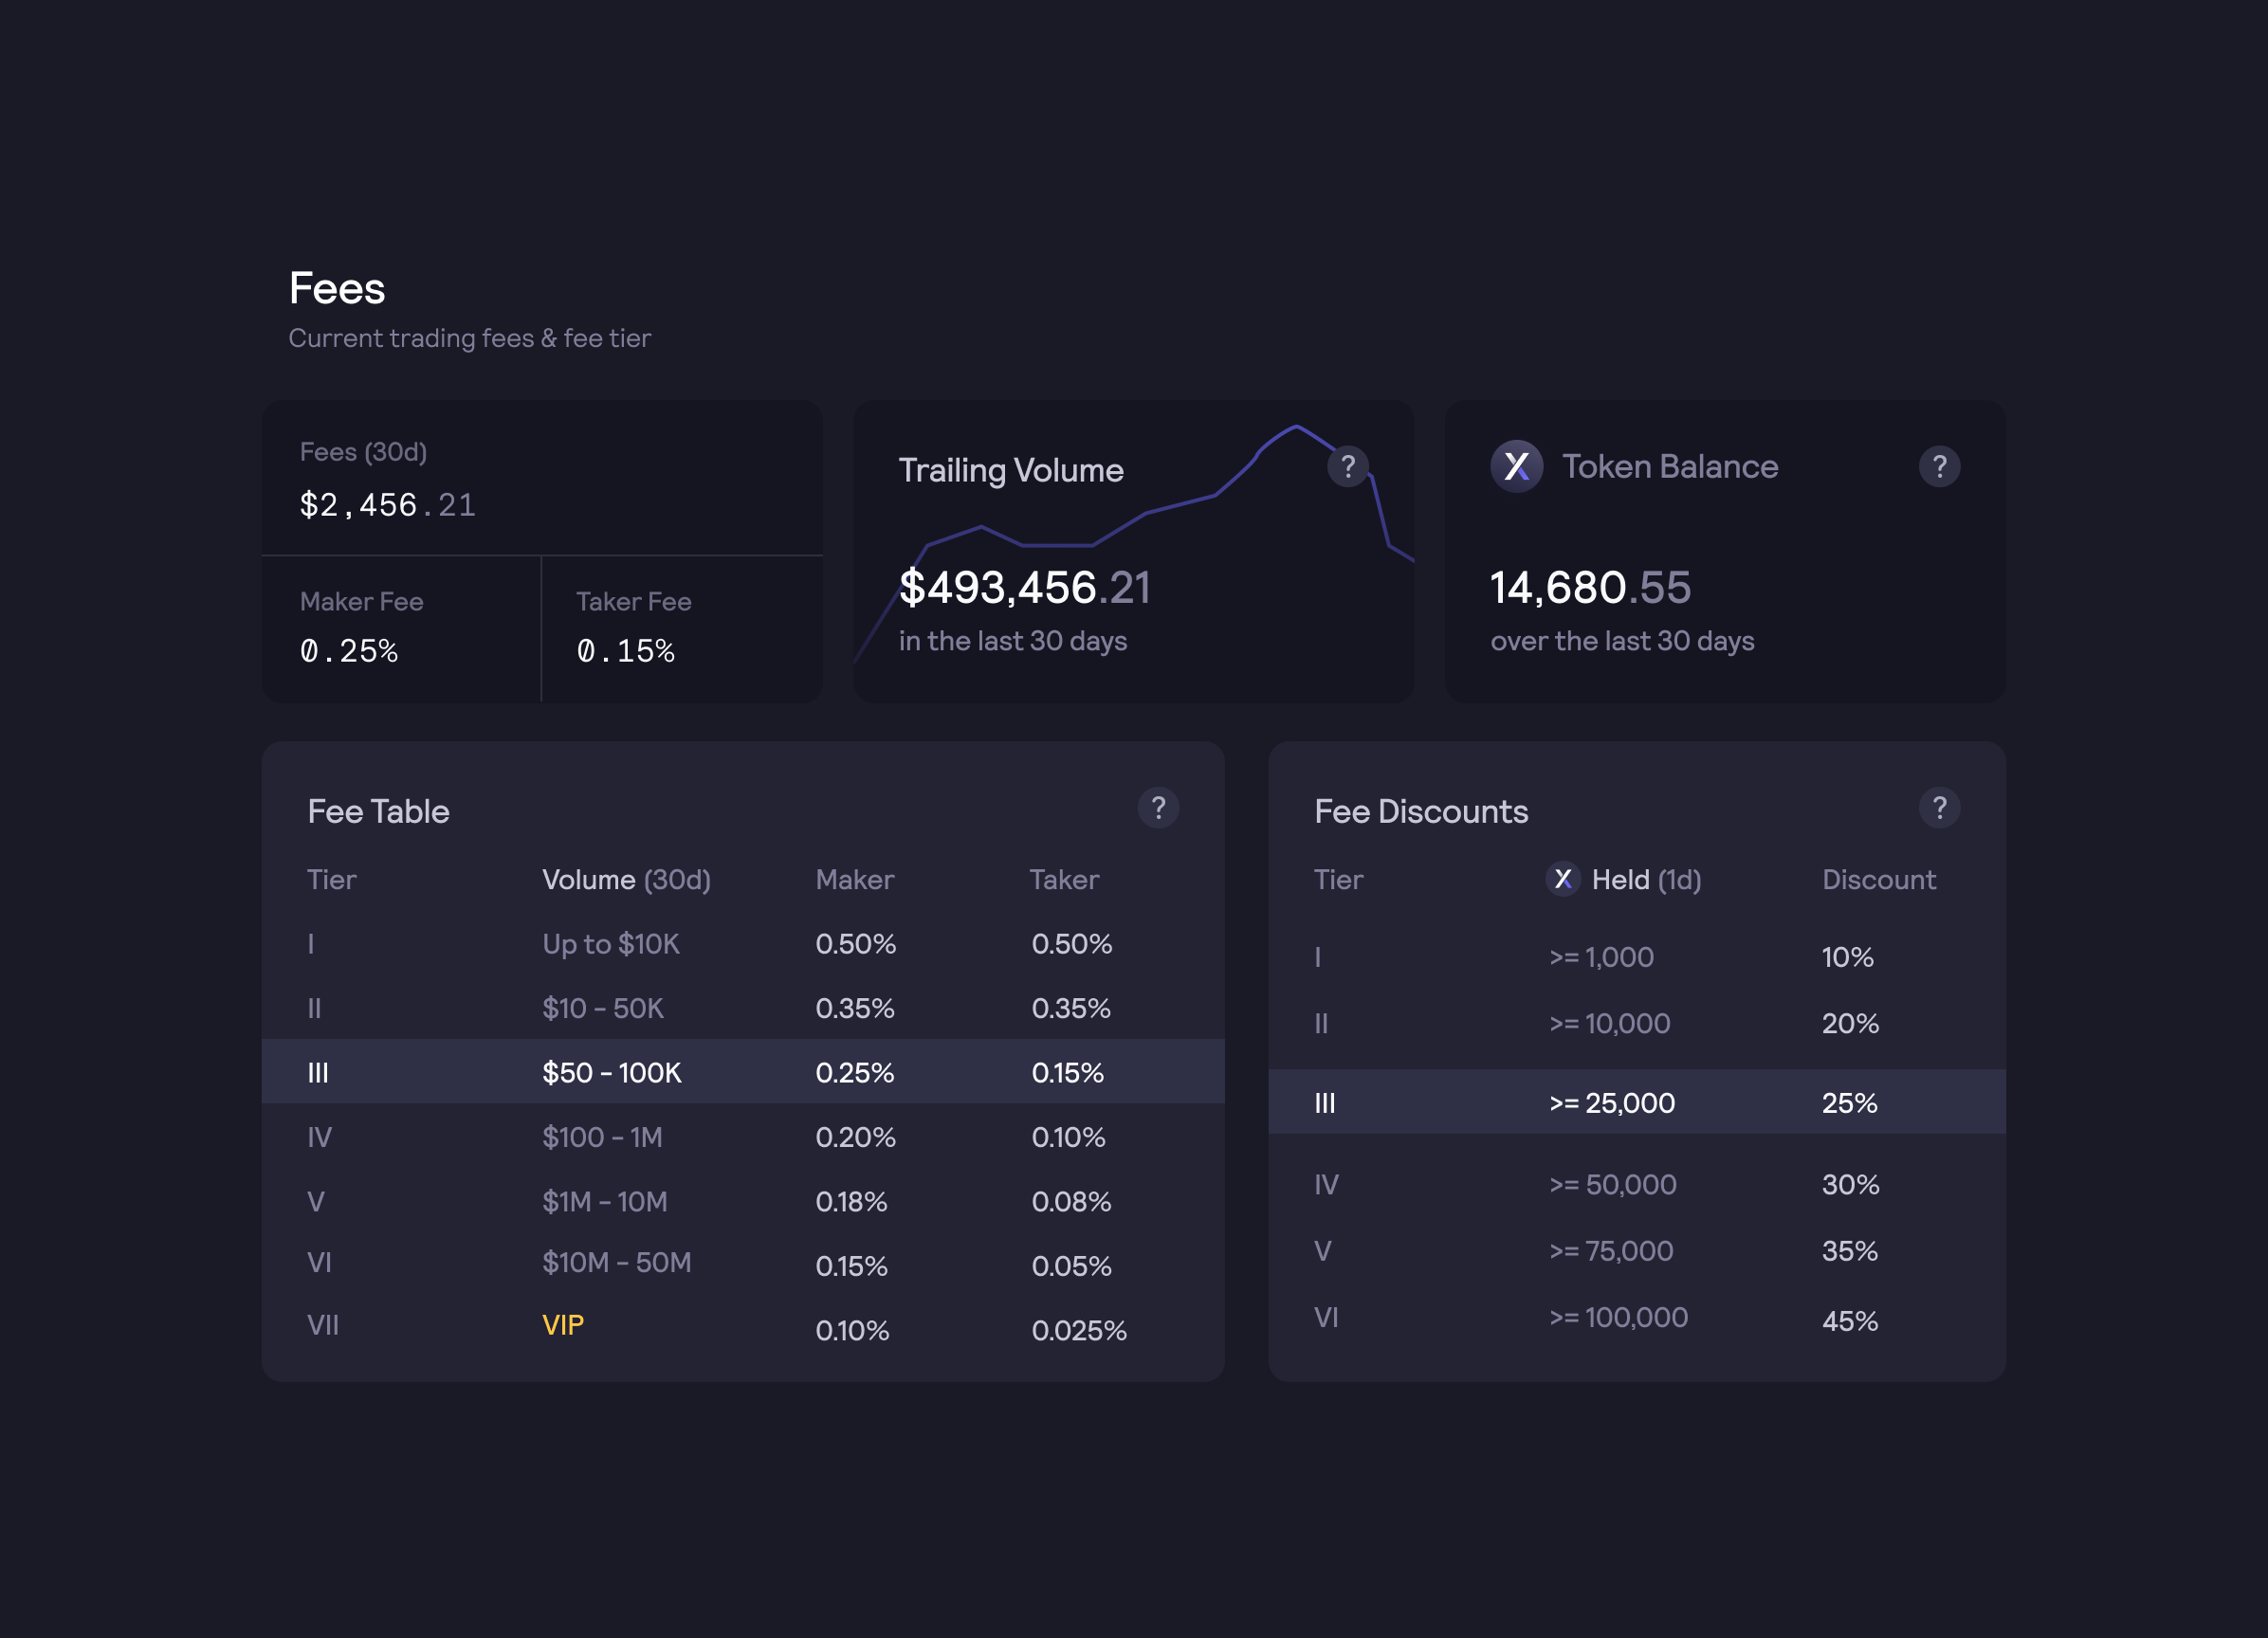 Fees
Current trading fees & fee tier
Fees (30d)
$2,456.21
Maker Fee
0.25%
Taker Fee
0.15%
Trailing Volume
?
$493,456.21
in the last 30 days
X Token Balance
?
14,680.55
over the last 30 days
Fee Table
?
Tier Volume (30d) Maker Taker
I Up to $10K 0.50% 0.50%
II $10 - 50K 0.35% 0.35%
III $50 - 100K 0.25% 0.15%
IV $100 - 1M 0.20% 0.10%
V $1M - 10M 0.18% 0.08%
VI $10M - 50M 0.15% 0.05%
VII VIP 0.10% 0.025%
Fee Discounts
?
Tier X Held (1d) Discount
I >= 1,000 10%
II >= 10,000 20%
III >= 25,000 25%
IV >= 50,000 30%
V >= 75,000 35%
VI >= 100,000 45%